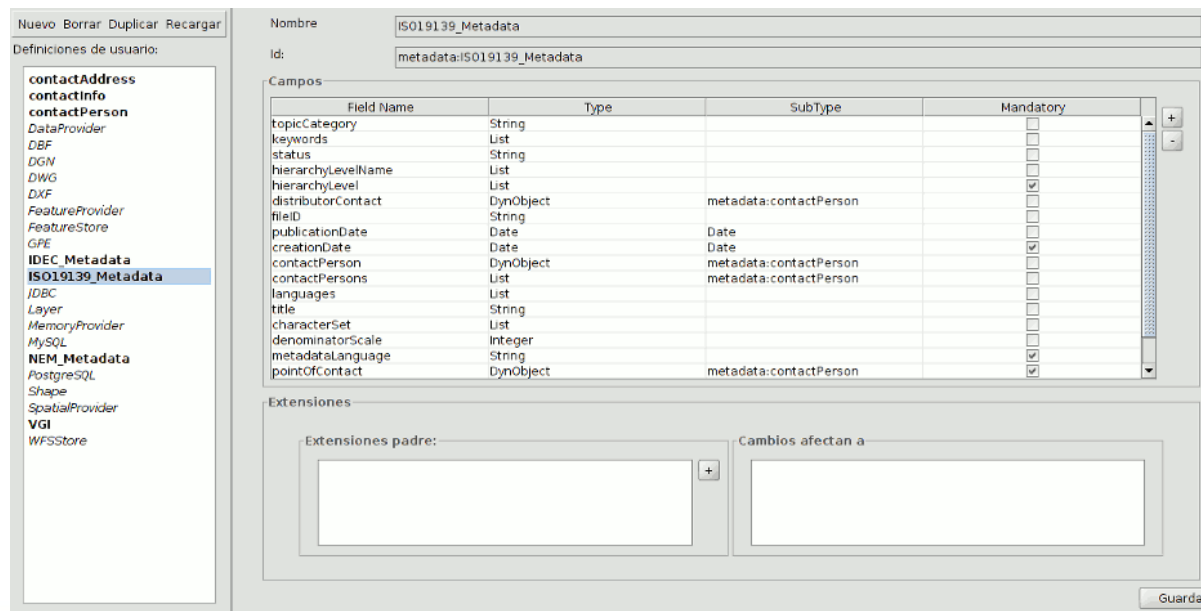 Nuevo Borrar Duplicar Recargar
Definiciones de usuario:
contactAddress
contactInfo
contactPerson
DataProvider
DBF
DGN
DWG
DXF
FeatureProvider
FeatureStore
GPE
IDEC_Metadata
ISO19139_Metadata
JDBC
Layer
MemoryProvider
MySQL
NEM_Metadata
PostgreSQL
Shape
SpatialProvider
VGI
WFSStore
Nombre ISO19139_Metadata
Id: metadata:ISO19139_Metadata
Campos
Field Name Type SubType Mandatory
topicCategory String
keywords List
status String
hierarchyLevelName List
hierarchyLevel List
distributorContact DynObject metadata:contactPerson
fileID String
publicationDate Date Date
creationDate Date Date
contactPerson DynObject metadata:contactPerson
contactPersons List metadata:contactPerson
languages List
title String
characterSet List
denominatorScale Integer
metadataLanguage String
pointOfContact DynObject metadata:contactPerson
+
-
Extensiones
Extensiones padre:
+
Cambios afectan a
Guarda